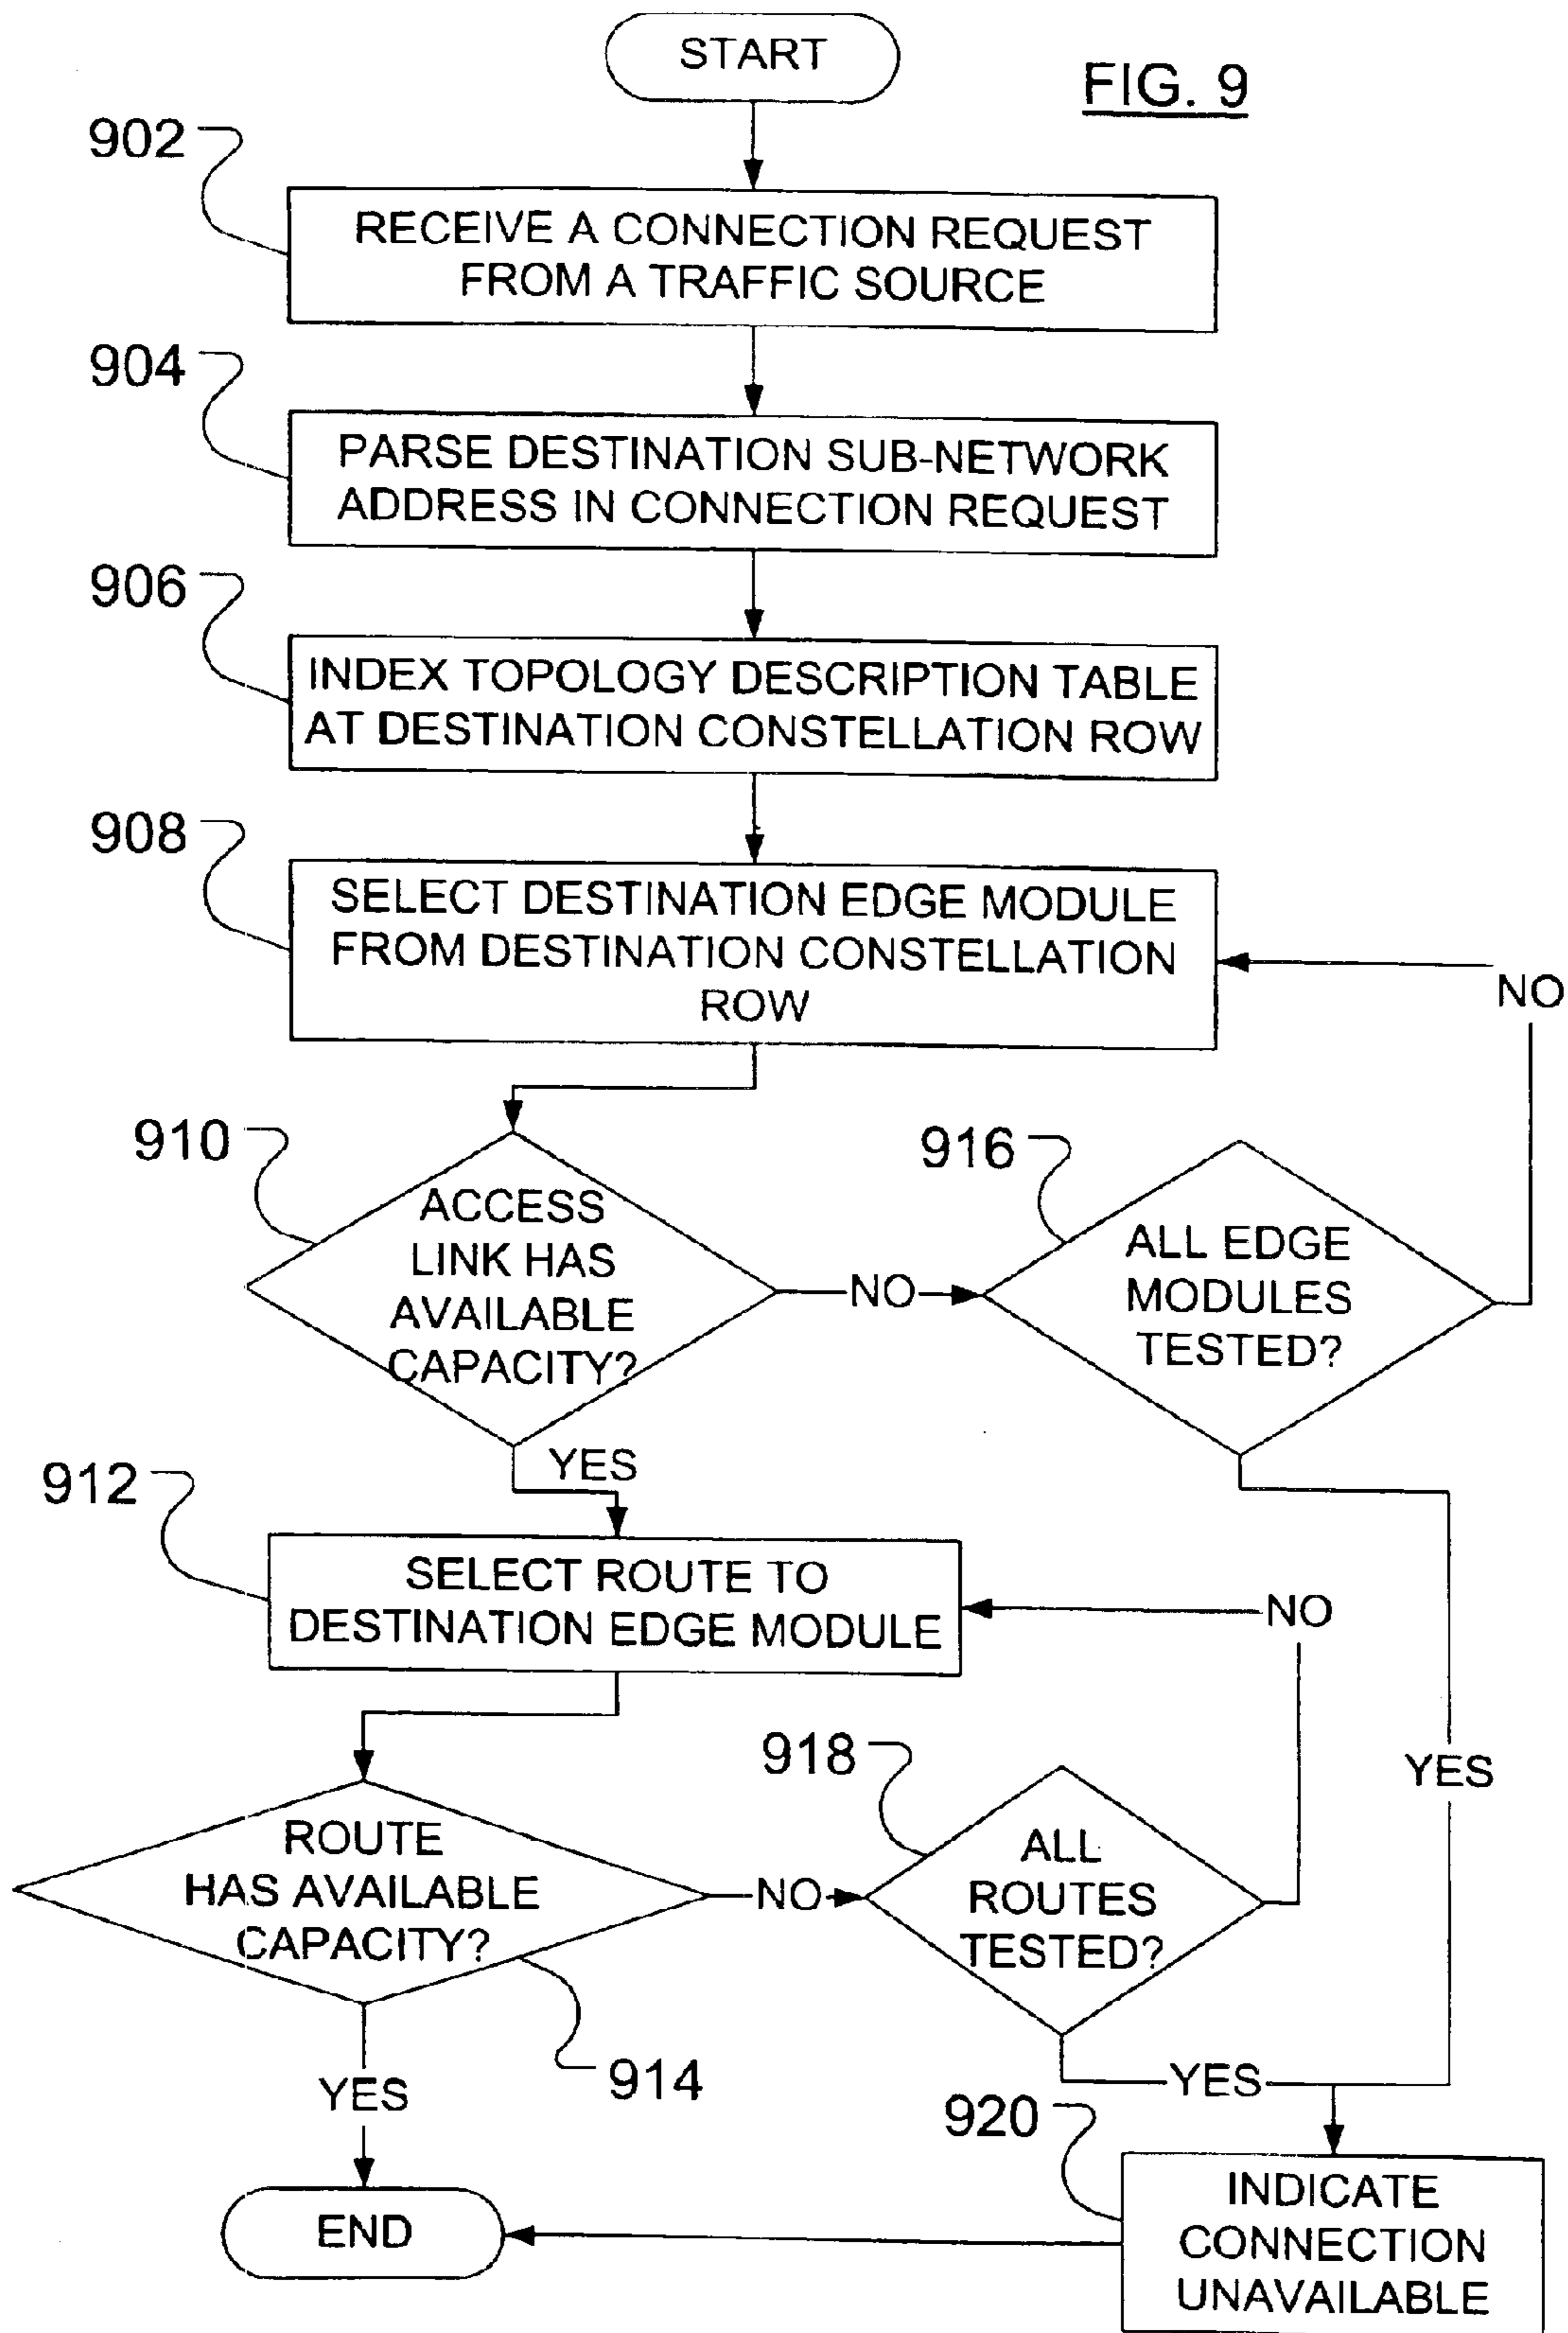 START
FIG. 9
902
RECEIVE A CONNECTION REQUEST
FROM A TRAFFIC SOURCE
904
PARSE DESTINATION SUB-NETWORK
ADDRESS IN CONNECTION REQUEST
906
INDEX TOPOLOGY DESCRIPTION TABLE
AT DESTINATION CONSTELLATION ROW
908
SELECT DESTINATION EDGE MODULE
FROM DESTINATION CONSTELLATION
ROW
NO
910
ACCESS
LINK HAS
AVAILABLE
CAPACITY?
NO
916
ALL EDGE
MODULES
TESTED?
YES
912
SELECT ROUTE TO
DESTINATION EDGE MODULE
NO
YES
ROUTE
HAS AVAILABLE
CAPACITY?
914
NO
918
ALL
ROUTES
TESTED?
YES
YES
920
INDICATE
CONNECTION
UNAVAILABLE
END